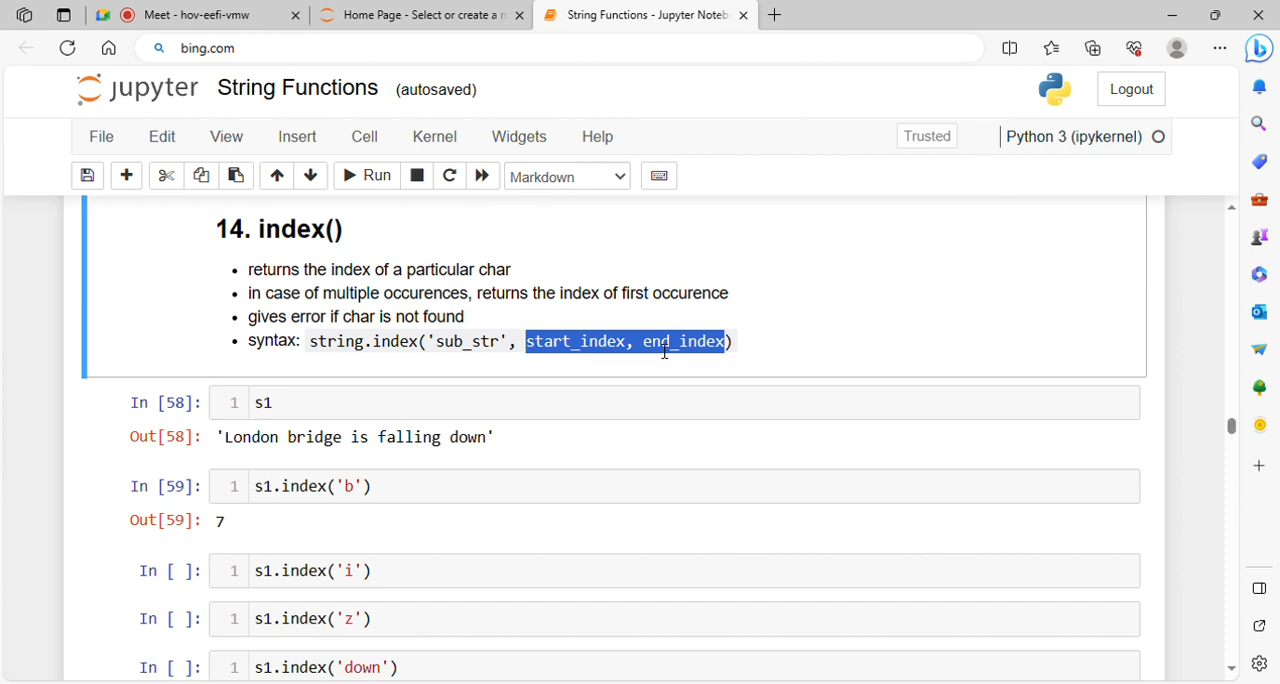 Meet - hov-eefi-vmw
Home Page - Select or create a n
String Functions - Jupyter Noteb
bing.com
jupyter String Functions (autosaved)
Logout
File Edit View Insert Cell Kernel Widgets Help
Trusted
Python 3 (ipykernel)
Run
Markdown
14. index()
• returns the index of a particular char
• in case of multiple occurences, returns the index of first occurence
• gives error if char is not found
• syntax: string.index('sub_str', start_index, end_index)
In [58]: 1 s1
Out[58]: 'London bridge is falling down'
In [59]: 1 s1.index('b')
Out[59]: 7
In [ ]: 1 s1.index('i')
In [ ]: 1 s1.index('z')
In [ ]: 1 s1.index('down')